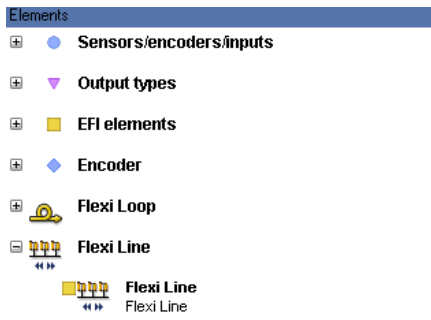 Elements
Sensors/encoders/inputs
Output types
EFI elements
Encoder
Flexi Loop
Flexi Line
Flexi Line
Flexi Line